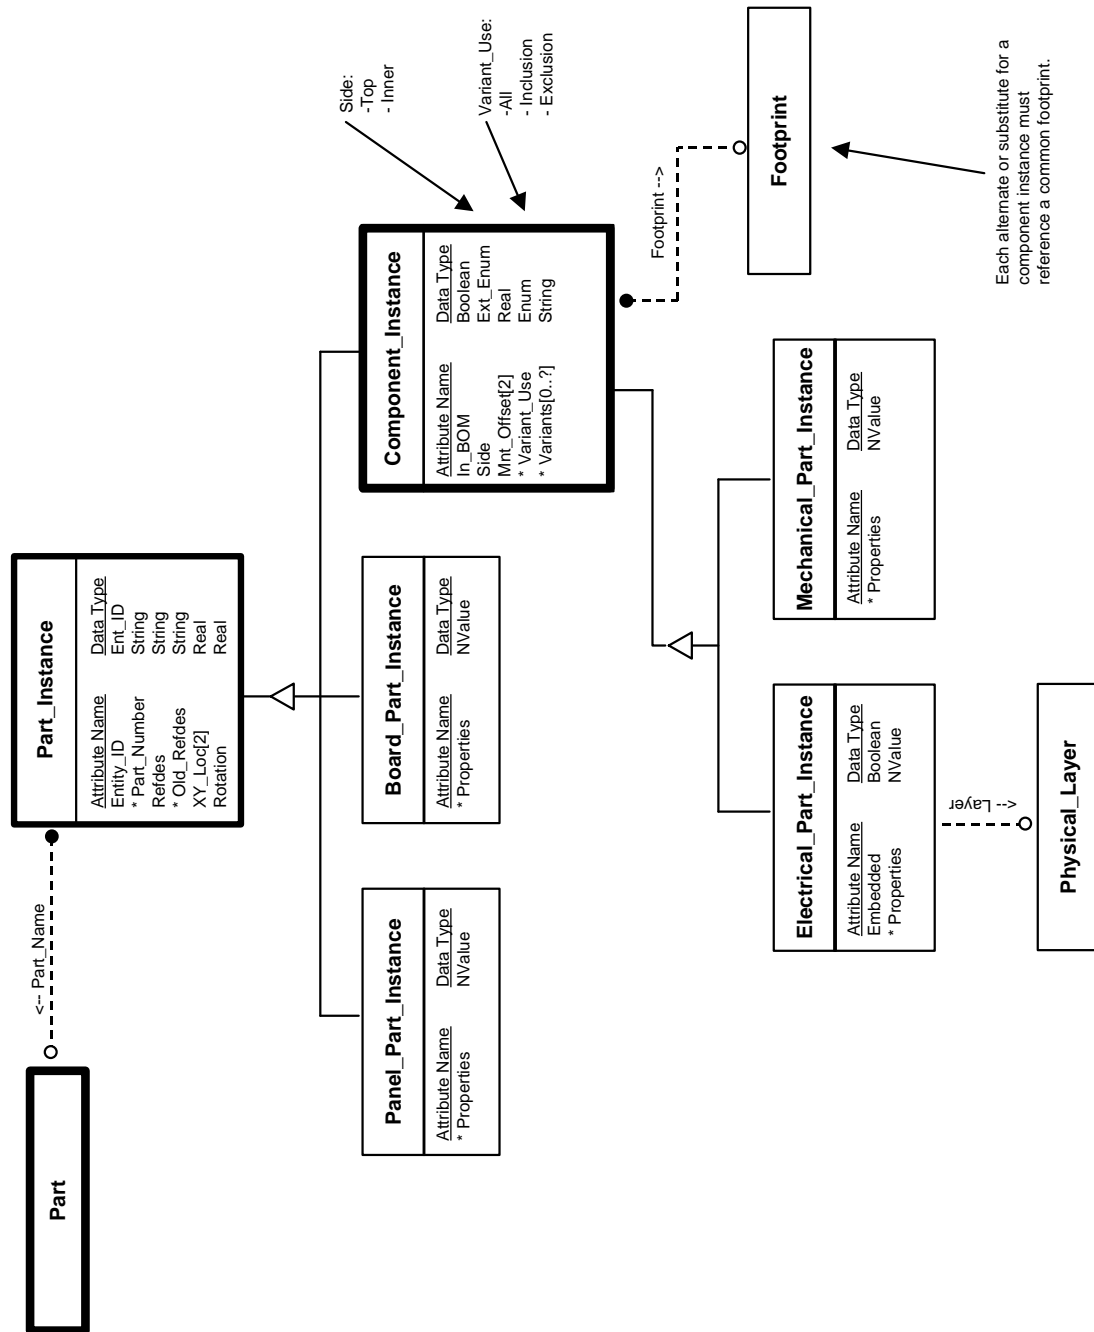 Part
<-- Part_Name
Part_Instance
Attribute Name Data Type
Entity_ID Ent_ID
* Part_Number String
Refdes String
* Old_Refdes String
XY_Loc[2] Real
Rotation Real
Panel_Part_Instance
Attribute Name Data Type
* Properties NValue
Board_Part_Instance
Attribute Name Data Type
* Properties NValue
Component_Instance
Attribute Name Data Type
In_BOM Boolean
Side Ext_Enum
Mnt_Offset[2] Real
* Variant_Use Enum
* Variants[0..?] String
Side:
-Top
- Inner
Variant_Use:
-All
- Inclusion
- Exclusion
Footprint -->
Footprint
Each alternate or substitute for a
component instance must
reference a common footprint.
Electrical_Part_Instance
Attribute Name Data Type
Embedded Boolean
* Properties NValue
Mechanical_Part_Instance
Attribute Name Data Type
* Properties NValue
<-- Layer
Physical_Layer